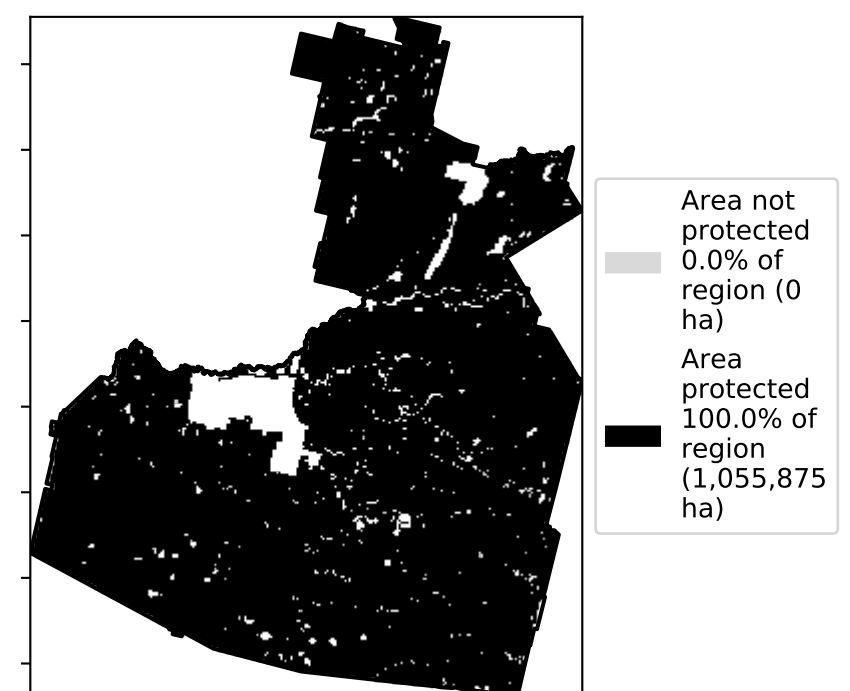 Area not
protected
0.0% of
region (0
ha)
Area
protected
100.0% of
region
(1,055,875
ha)